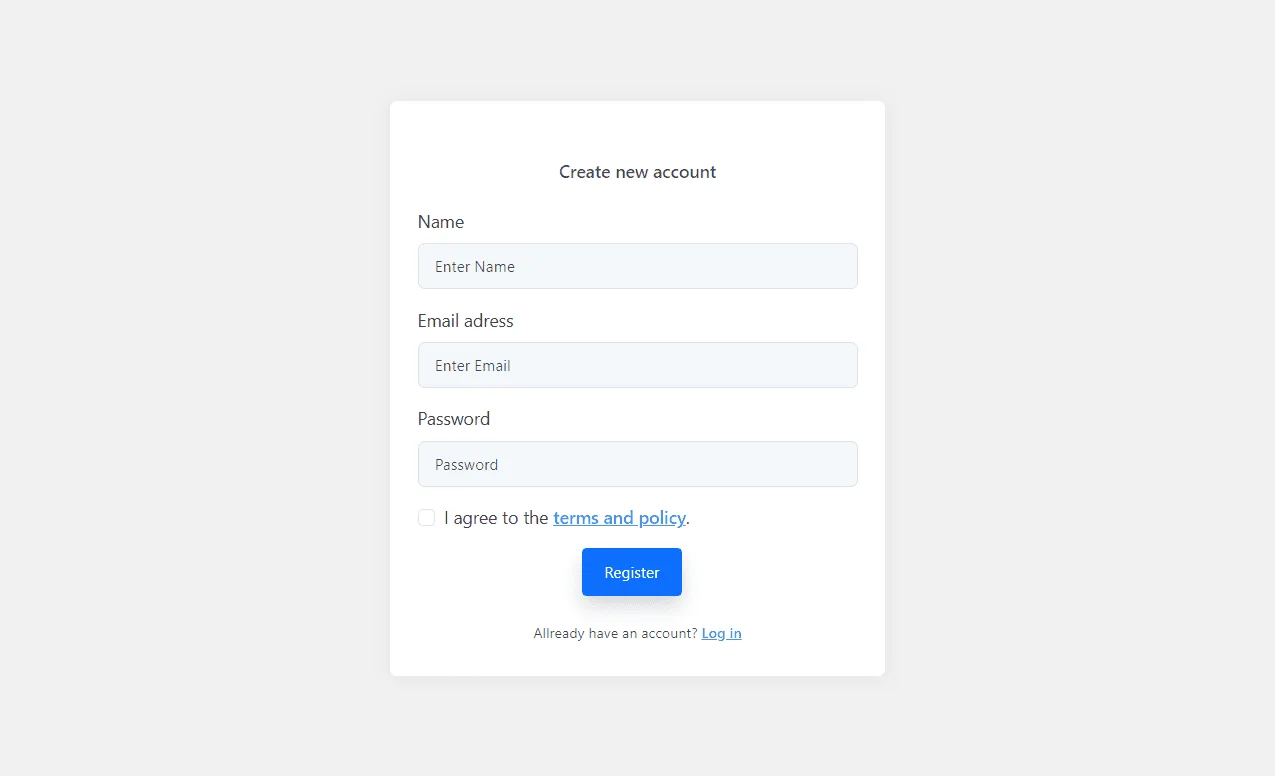 Create new account
Name
Enter Name
Email adress
Enter Email
Password
Password
I agree to the terms and policy.
Register
Allready have an account? Log in